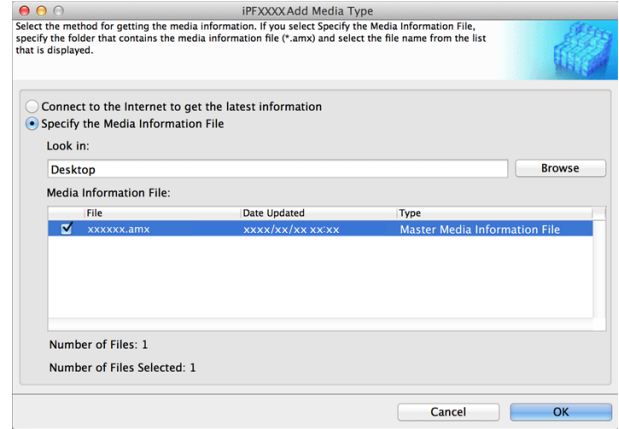 iPFXXXX Add Media Type
Select the method for getting the media information. If you select Specify the Media Information File,
specify the folder that contains the media information file (*.amx) and select the file name from the list
that is displayed.
Connect to the Internet to get the latest information
Specify the Media Information File
Look in:
Desktop Browse
Media Information File:
File Date Updated Type
xxxxxx.amx xxxx/xx/xx xx:xx Master Media Information File
Number of Files: 1
Number of Files Selected: 1
Cancel OK